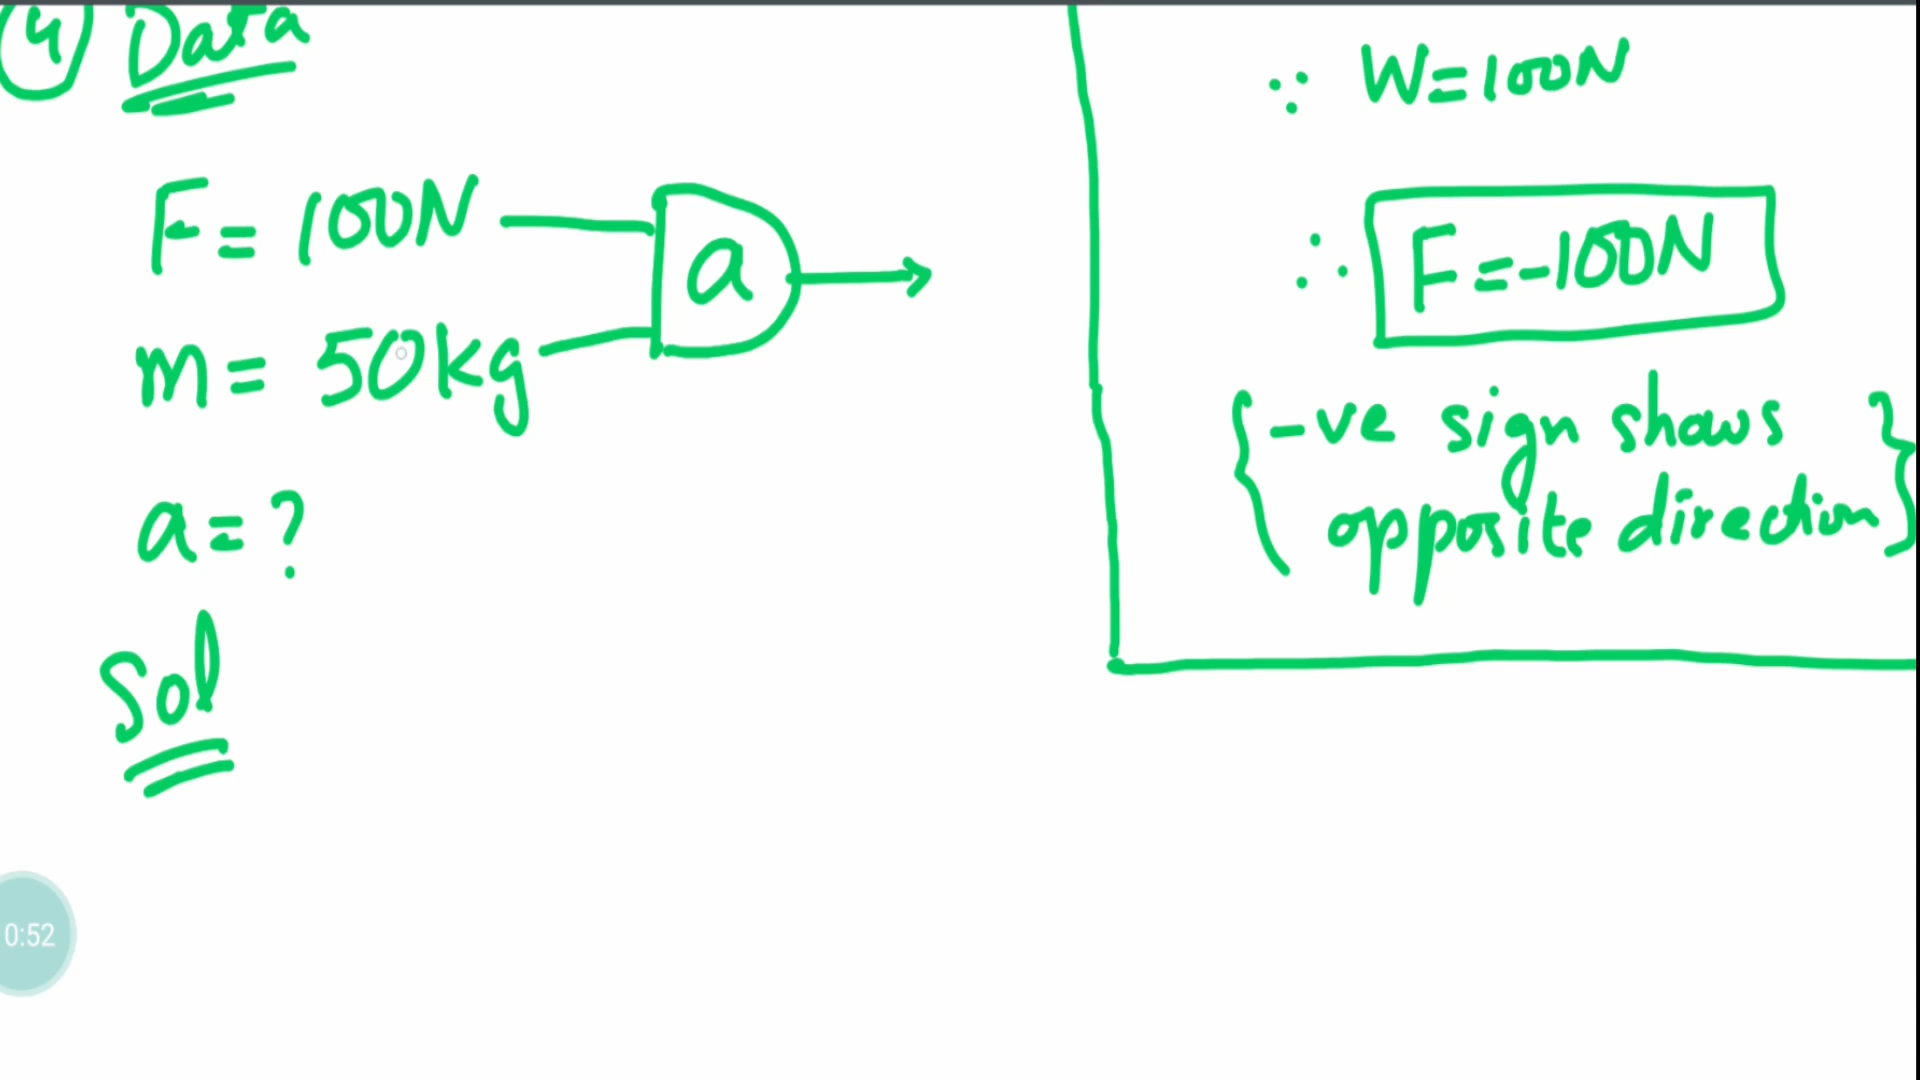 4 Data
F = 100N
m = 50kg
a
a = ?
Sol
∵ W = 100N
∴ F = -100N
{ -ve sign shows
opposite direction }
0:52